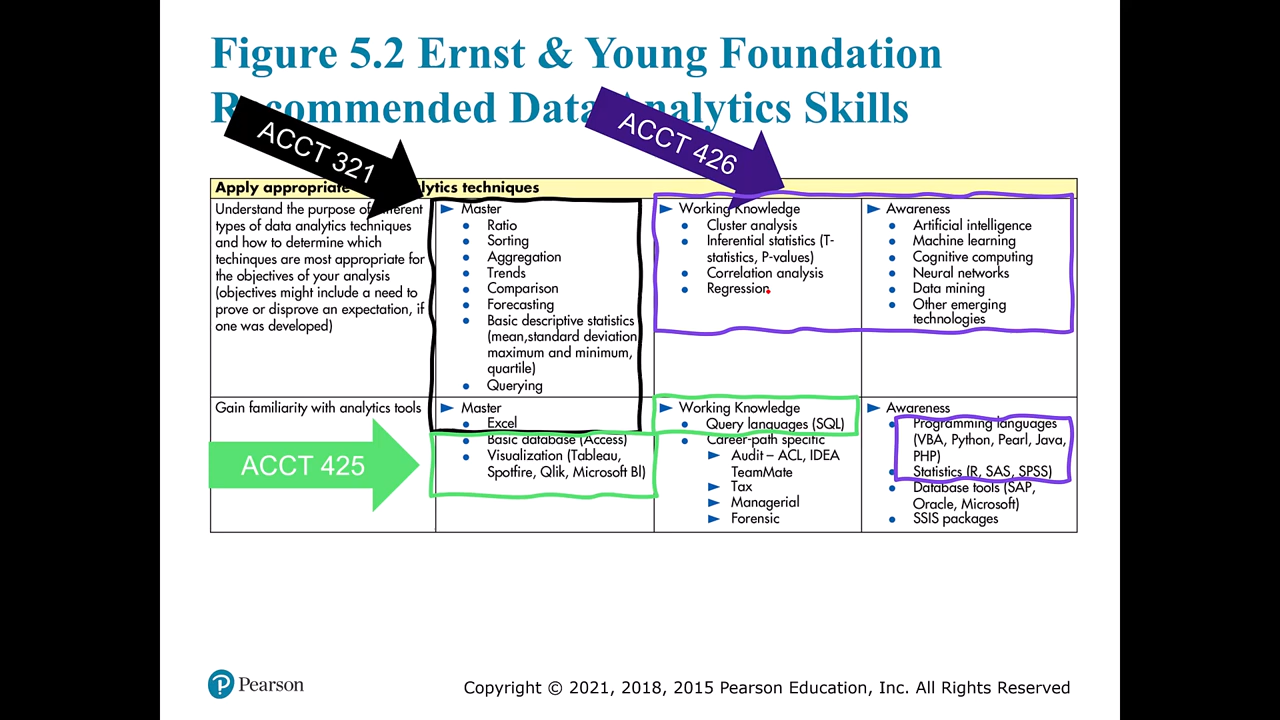 Figure 5.2 Ernst & Young Foundation
Recommended Data Analytics Skills
ACCT 321
ACCT 426
Apply appropriate lytics techniques
Understand the purpose of different
types of data analytics techniques
and how to determine which
techinques are most appropriate for
the objectives of your analysis
(objectives might include a need to
prove or disprove an expectation, if
one was developed)
► Master
• Ratio
• Sorting
• Aggregation
• Trends
• Comparison
• Forecasting
• Basic descriptive statistics
(mean,standard deviation
maximum and minimum,
quartile)
• Querying
► Working Knowledge
• Cluster analysis
• Inferential statistics (T-
statistics, P-values)
• Correlation analysis
• Regression
► Awareness
• Artificial intelligence
• Machine learning
• Cognitive computing
• Neural networks
• Data mining
• Other emerging
technologies
Gain familiarity with analytics tools
ACCT 425
► Master
• Excel
• Basic database (Access)
• Visualization (Tableau,
Spotfire, Qlik, Microsoft BI)
► Working Knowledge
• Query languages (SQL)
• Career-path specific
► Audit – ACL, IDEA
TeamMate
► Tax
► Managerial
► Forensic
► Awareness
• Programming languages
(VBA, Python, Pearl, Java,
PHP)
• Statistics (R, SAS, SPSS)
• Database tools (SAP,
Oracle, Microsoft)
• SSIS packages
Pearson
Copyright © 2021, 2018, 2015 Pearson Education, Inc. All Rights Reserved